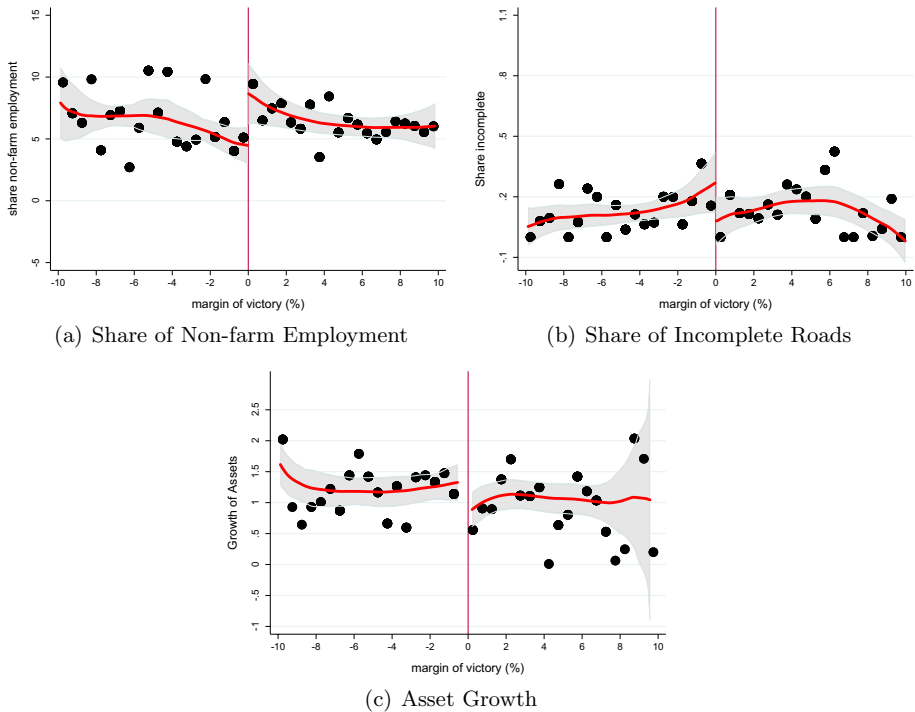 share non-farm employment
15
10
5
0
-5
-10 -8 -6 -4 -2 0 2 4 6 8 10
margin of victory (%)
(a) Share of Non-farm Employment
Share incomplete
1.1
.8
.5
.2
-.1
-10 -8 -6 -4 -2 0 2 4 6 8 10
margin of victory (%)
(b) Share of Incomplete Roads
Growth of Assets
2.5
2
1.5
1
.5
0
-.5
-1
-10 -8 -6 -4 -2 0 2 4 6 8 10
margin of victory (%)
(c) Asset Growth